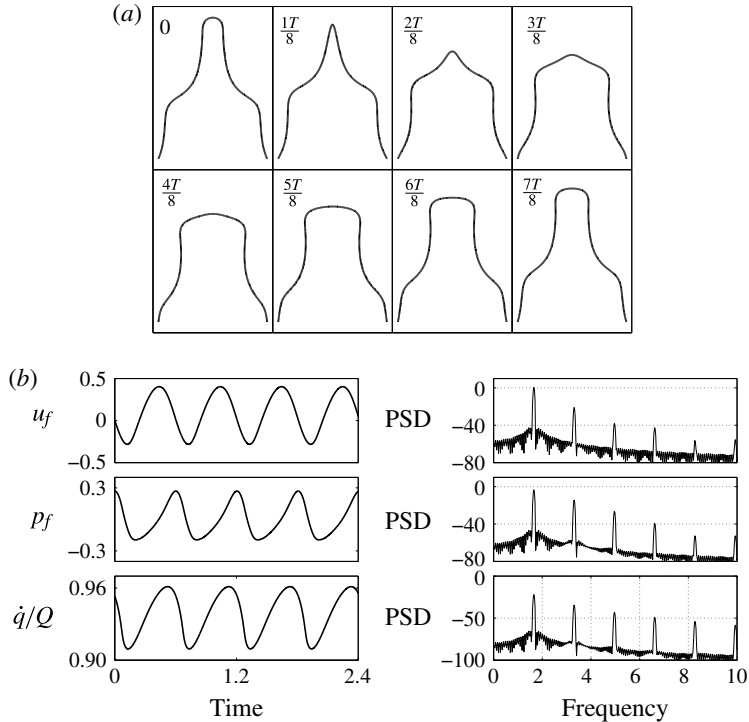 (a)
0
1T/8
2T/8
3T/8
4T/8
5T/8
6T/8
7T/8
(b)
0.5
u_f
0
−0.5
PSD
0
−40
−80
0.3
p_f
−0.3
PSD
0
−40
−80
0.96
q̇/Q
0.90
0
1.2
2.4
Time
PSD
0
−50
−100
0
2
4
6
8
10
Frequency